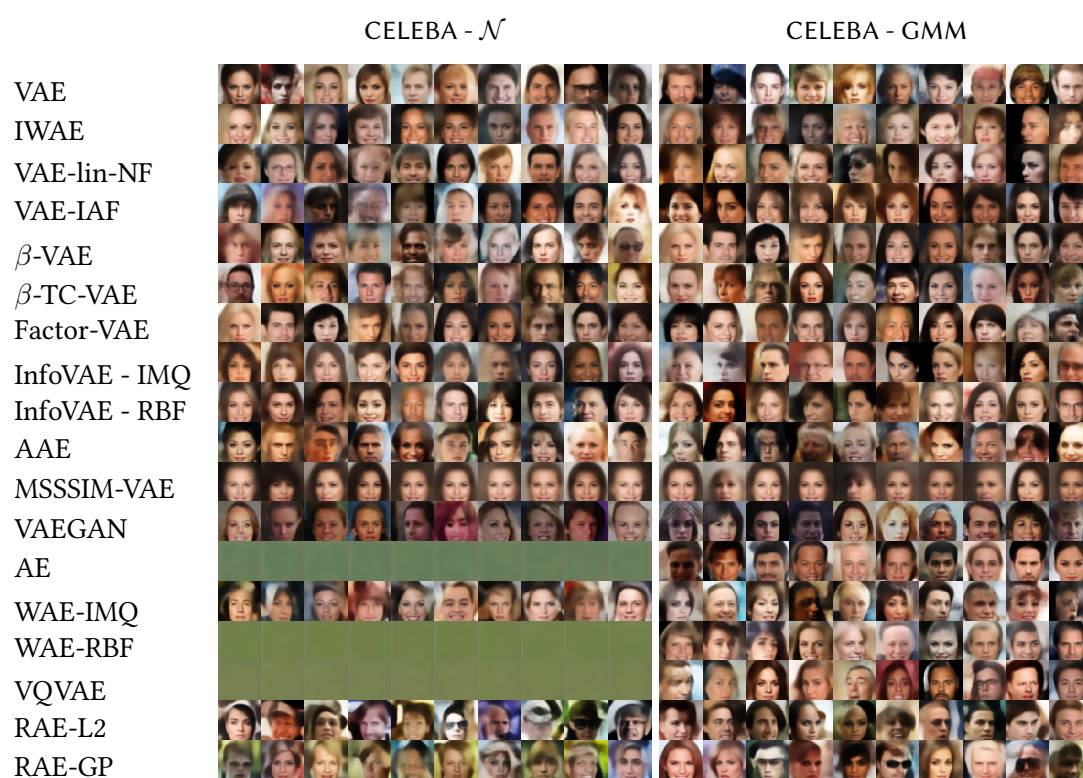 CELEBA - 𝒩 CELEBA - GMM
VAE
IWAE
VAE-lin-NF
VAE-IAF
β-VAE
β-TC-VAE
Factor-VAE
InfoVAE - IMQ
InfoVAE - RBF
AAE
MSSSIM-VAE
VAEGAN
AE
WAE-IMQ
WAE-RBF
VQVAE
RAE-L2
RAE-GP